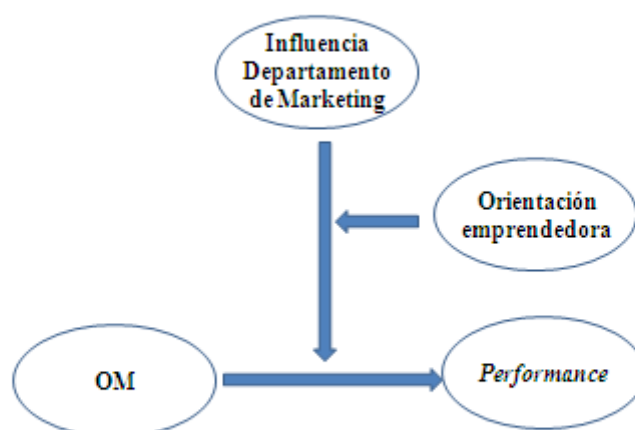 Influencia
Departamento
de Marketing
Orientación
emprendedora
OM
Performance